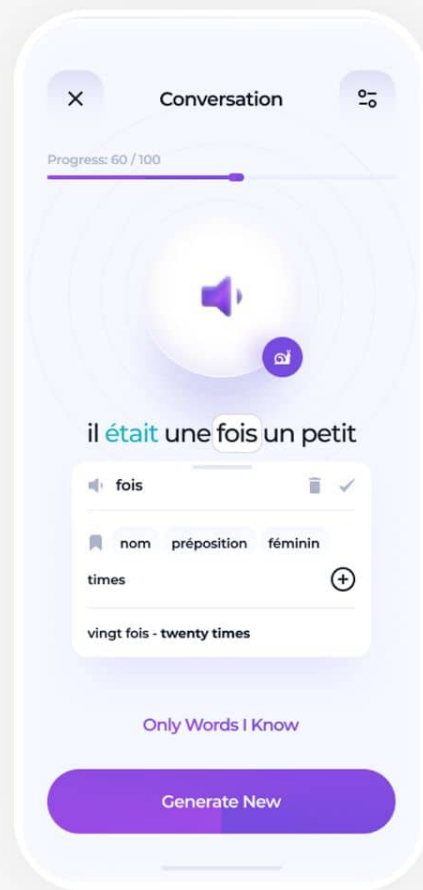 Conversation
Progress: 60 / 100
il était une fois un petit
fois
nom préposition féminin
times
vingt fois - twenty times
Only Words I Know
Generate New